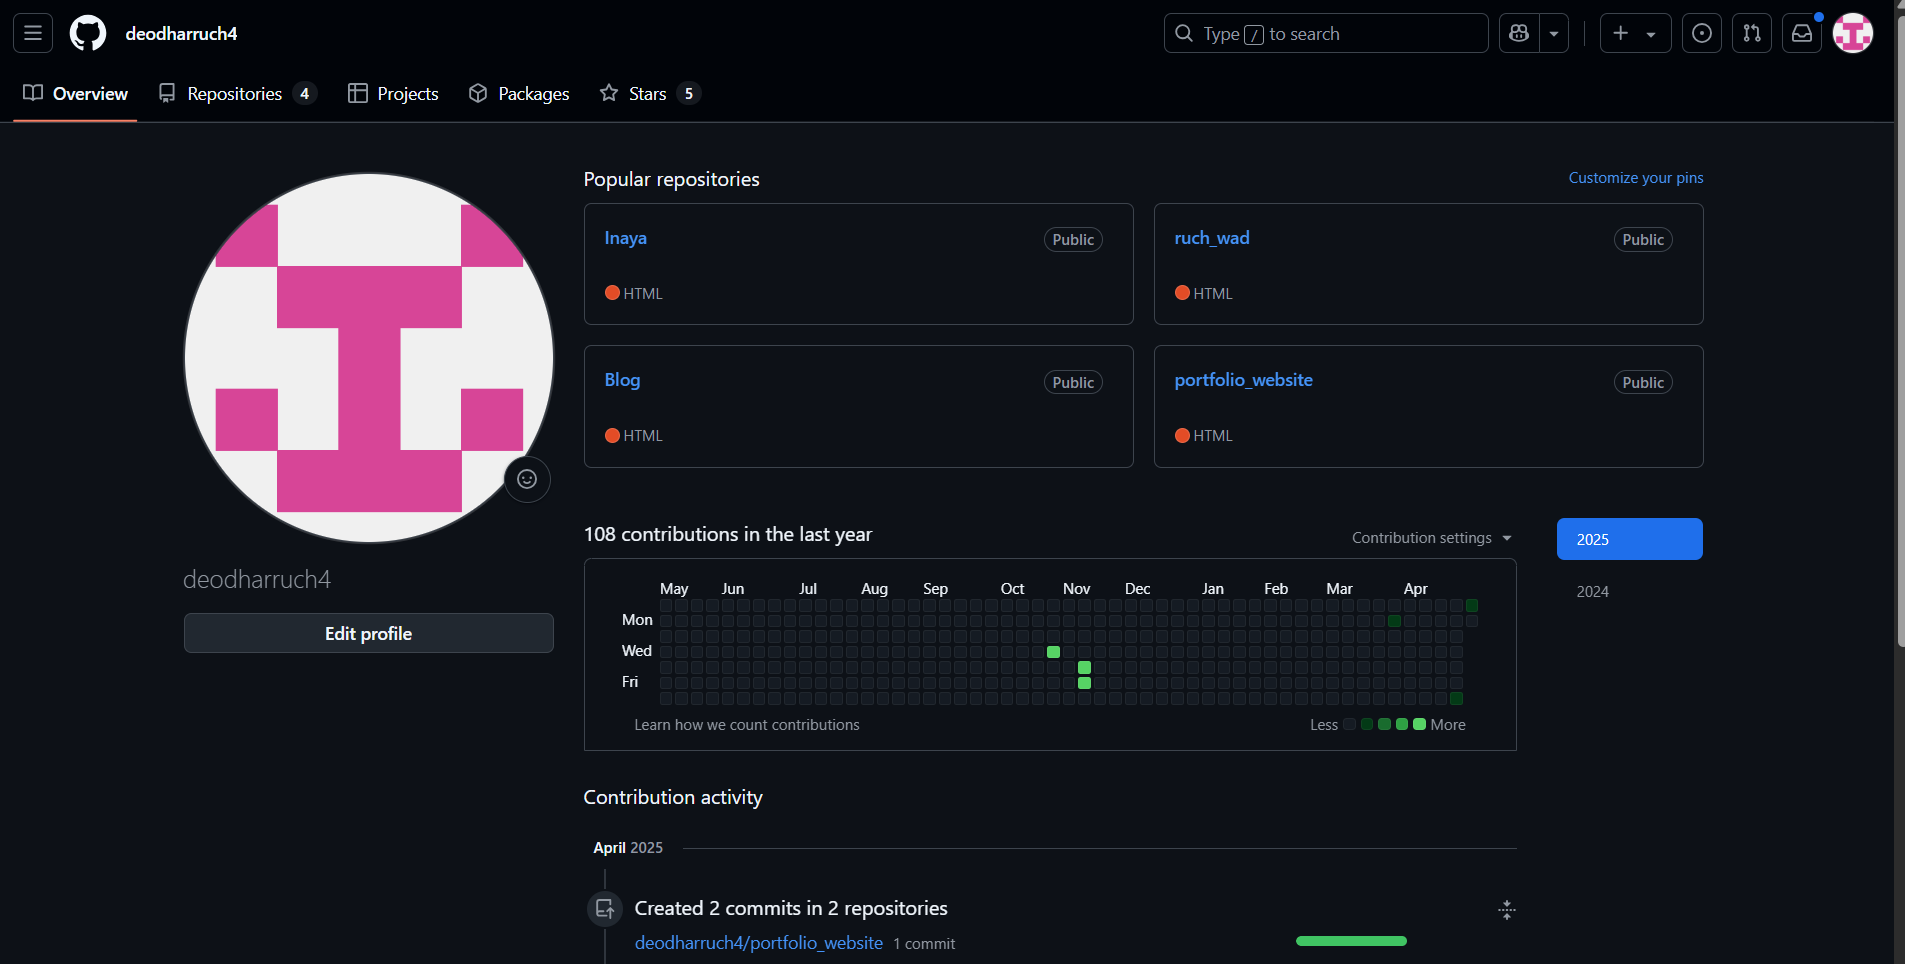 deodharruch4
Type / to search
Overview Repositories 4 Projects Packages Stars 5
Popular repositories
Customize your pins
Inaya Public
HTML
ruch_wad Public
HTML
Blog Public
HTML
portfolio_website Public
HTML
deodharruch4
Edit profile
108 contributions in the last year
Contribution settings
2025
2024
May Jun Jul Aug Sep Oct Nov Dec Jan Feb Mar Apr
Mon
Wed
Fri
Learn how we count contributions
Less More
Contribution activity
April 2025
Created 2 commits in 2 repositories
deodharruch4/portfolio_website 1 commit